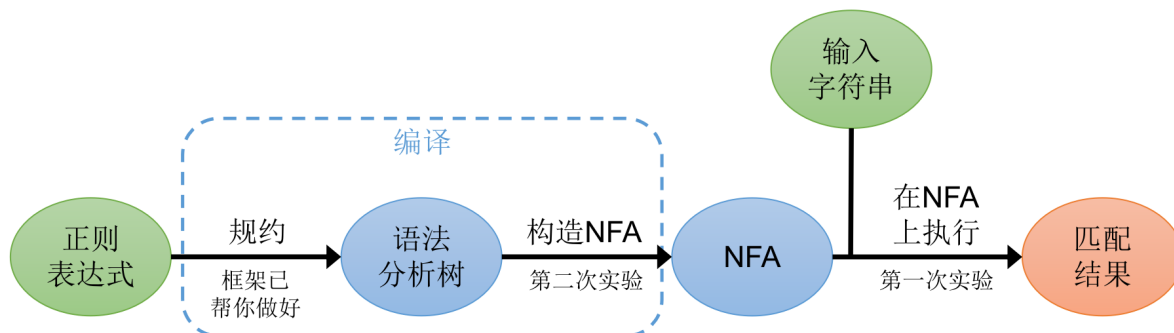 输入
字符串
编译
正则
表达式
规约
框架已
帮你做好
语法
分析树
构造NFA
第二次实验
NFA
在NFA
上执行
第一次实验
匹配
结果